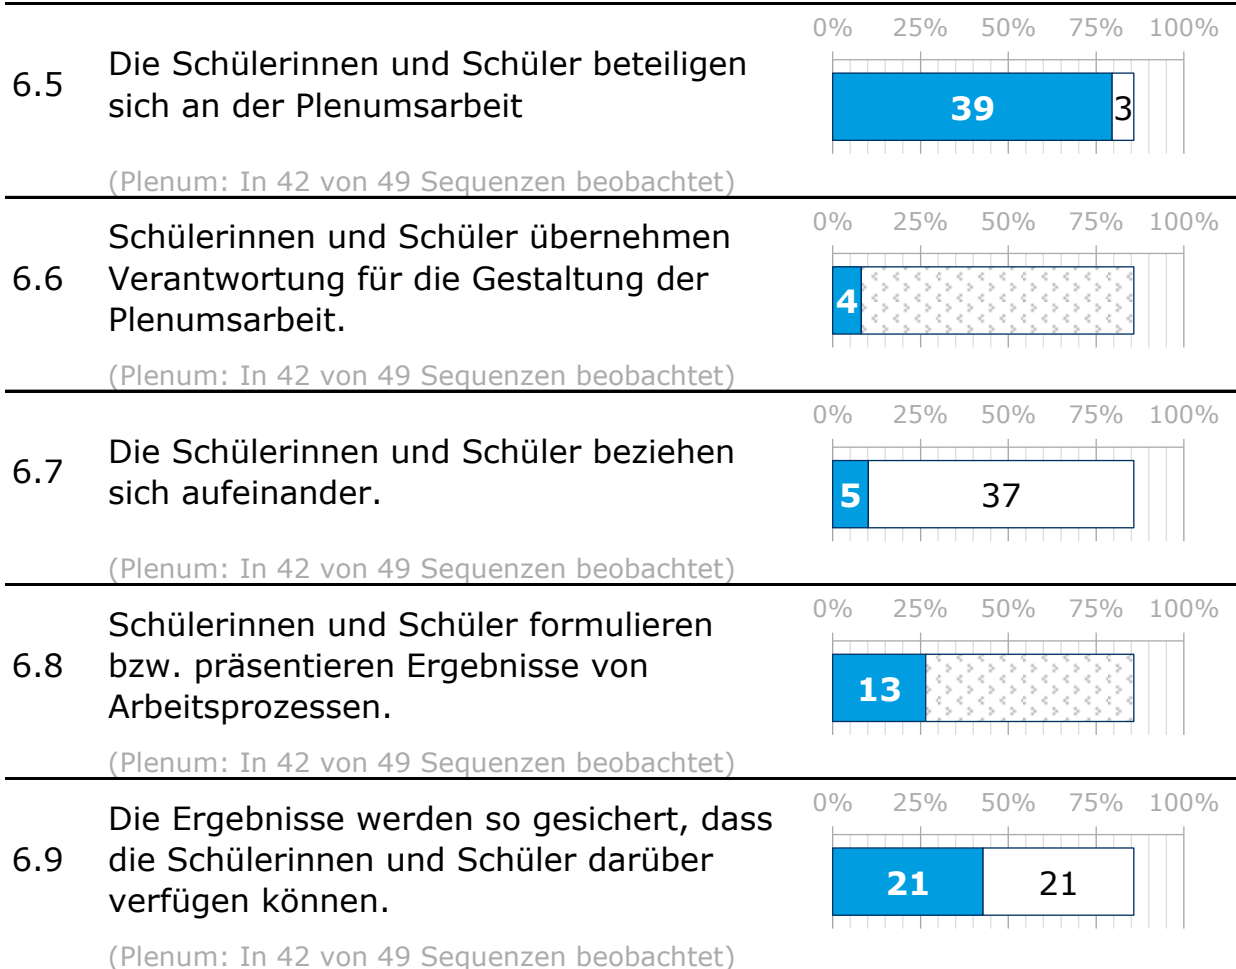 0% 25% 50% 75% 100%
6.5
Die Schülerinnen und Schüler beteiligen
sich an der Plenumsarbeit
39 3
(Plenum: In 42 von 49 Sequenzen beobachtet)
0% 25% 50% 75% 100%
6.6
Schülerinnen und Schüler übernehmen
Verantwortung für die Gestaltung der
Plenumsarbeit.
4
(Plenum: In 42 von 49 Sequenzen beobachtet)
0% 25% 50% 75% 100%
6.7
Die Schülerinnen und Schüler beziehen
sich aufeinander.
5 37
(Plenum: In 42 von 49 Sequenzen beobachtet)
0% 25% 50% 75% 100%
6.8
Schülerinnen und Schüler formulieren
bzw. präsentieren Ergebnisse von
Arbeitsprozessen.
13
(Plenum: In 42 von 49 Sequenzen beobachtet)
0% 25% 50% 75% 100%
6.9
Die Ergebnisse werden so gesichert, dass
die Schülerinnen und Schüler darüber
verfügen können.
21 21
(Plenum: In 42 von 49 Sequenzen beobachtet)